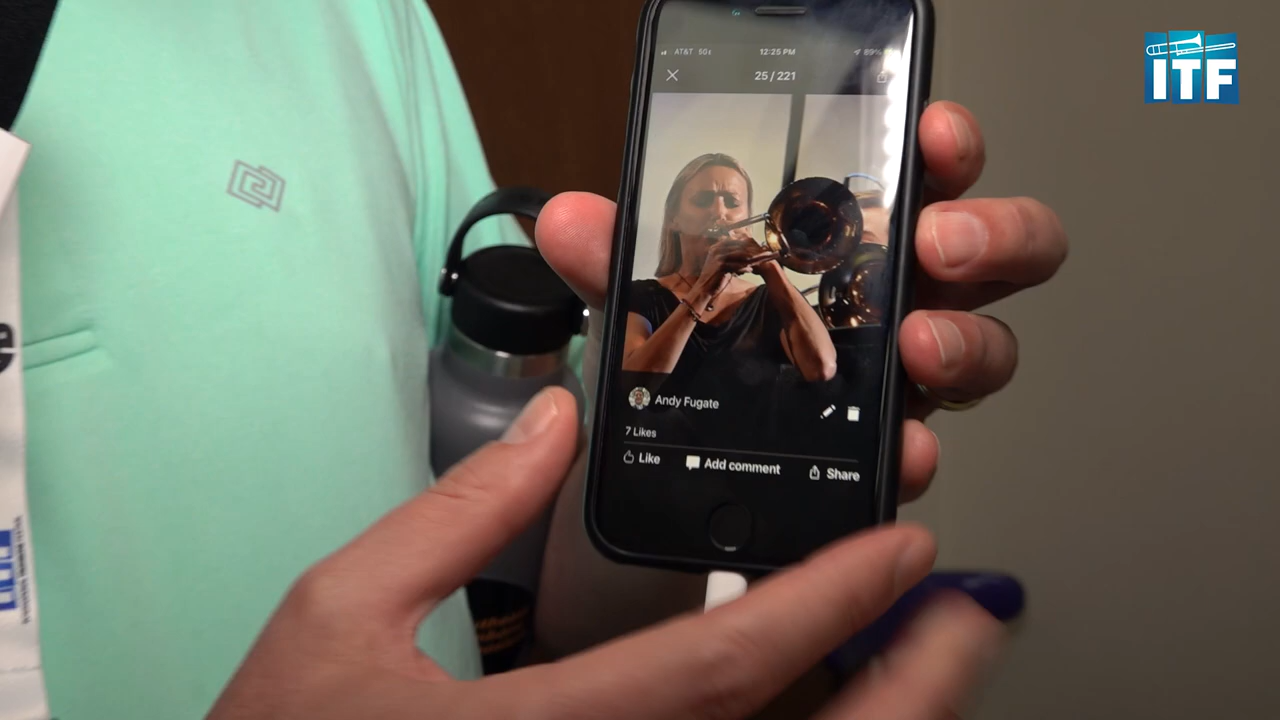 ITF
AT&T 5Ge 12:25 PM 89%
25 / 221
Andy Fugate
7 Likes
Like Add comment Share